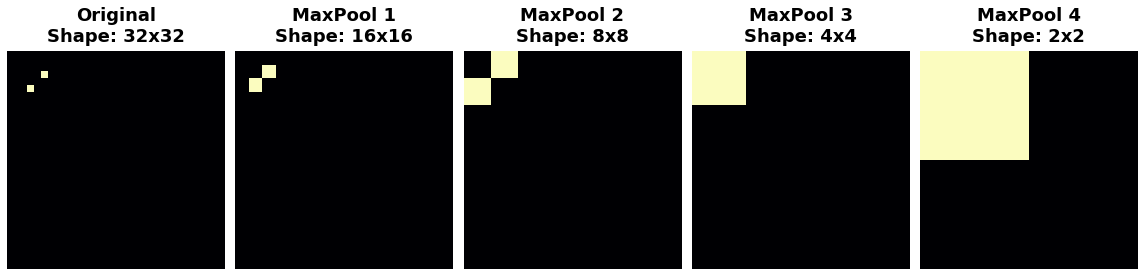 Original
Shape: 32x32
MaxPool 1
Shape: 16x16
MaxPool 2
Shape: 8x8
MaxPool 3
Shape: 4x4
MaxPool 4
Shape: 2x2